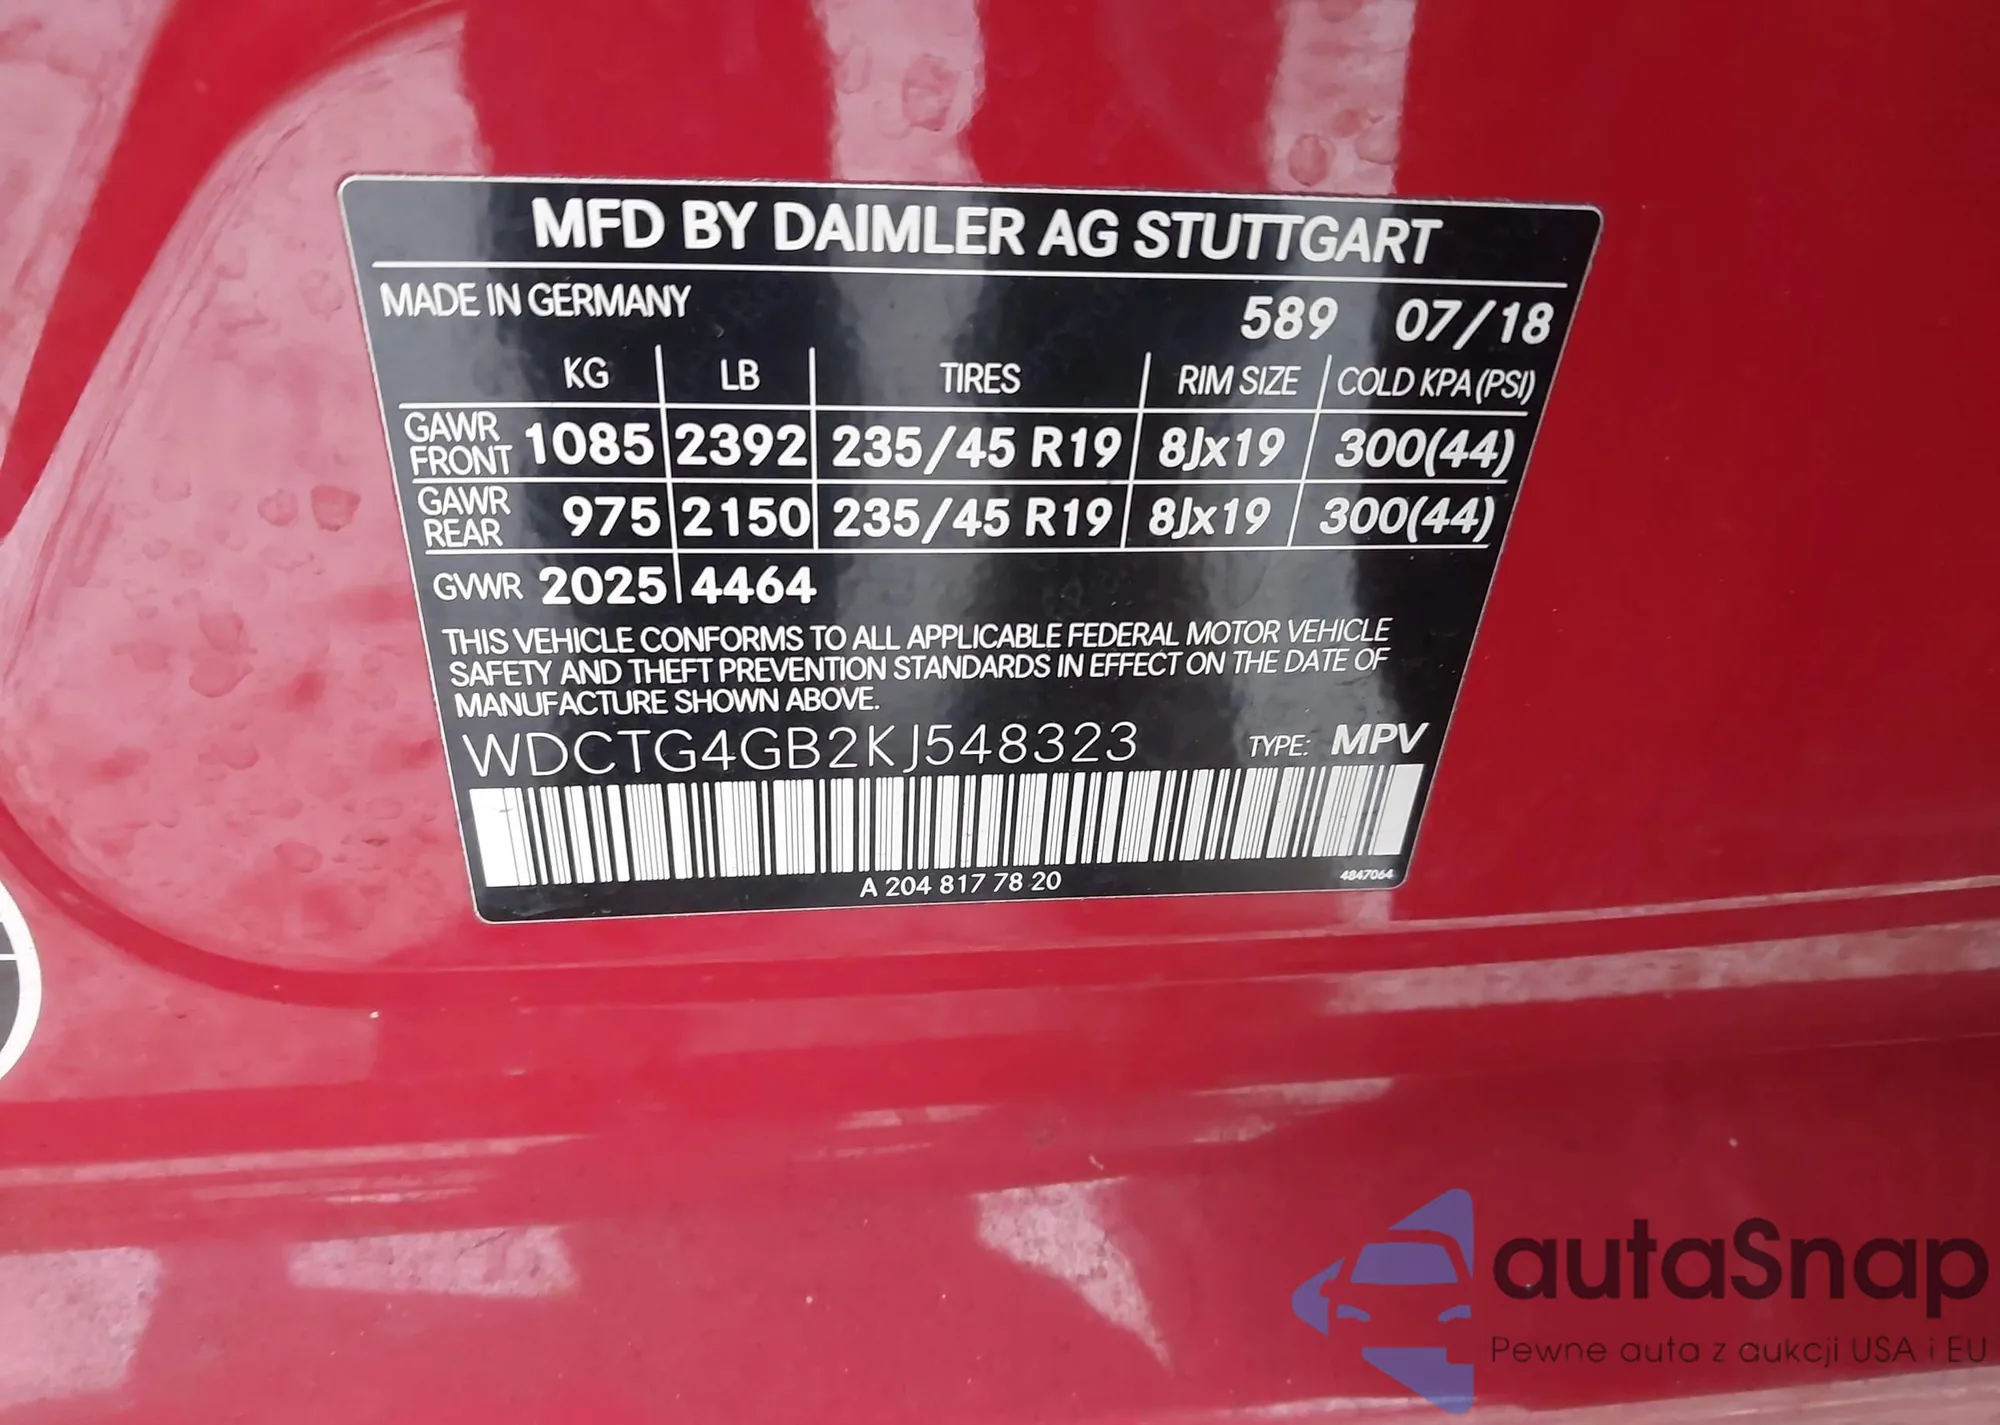 MFD BY DAIMLER AG STUTTGART
MADE IN GERMANY 589 07/18
KG LB TIRES RIM SIZE COLD KPA (PSI)
GAWR FRONT 1085 2392 235/45 R19 8Jx19 300(44)
GAWR REAR 975 2150 235/45 R19 8Jx19 300(44)
GVWR 2025 4464
THIS VEHICLE CONFORMS TO ALL APPLICABLE FEDERAL MOTOR VEHICLE
SAFETY AND THEFT PREVENTION STANDARDS IN EFFECT ON THE DATE OF
MANUFACTURE SHOWN ABOVE.
WDCTG4GB2KJ548323 TYPE: MPV
A 204 817 78 20 4847064
autaSnap
Pewne auta z aukcji USA i EU